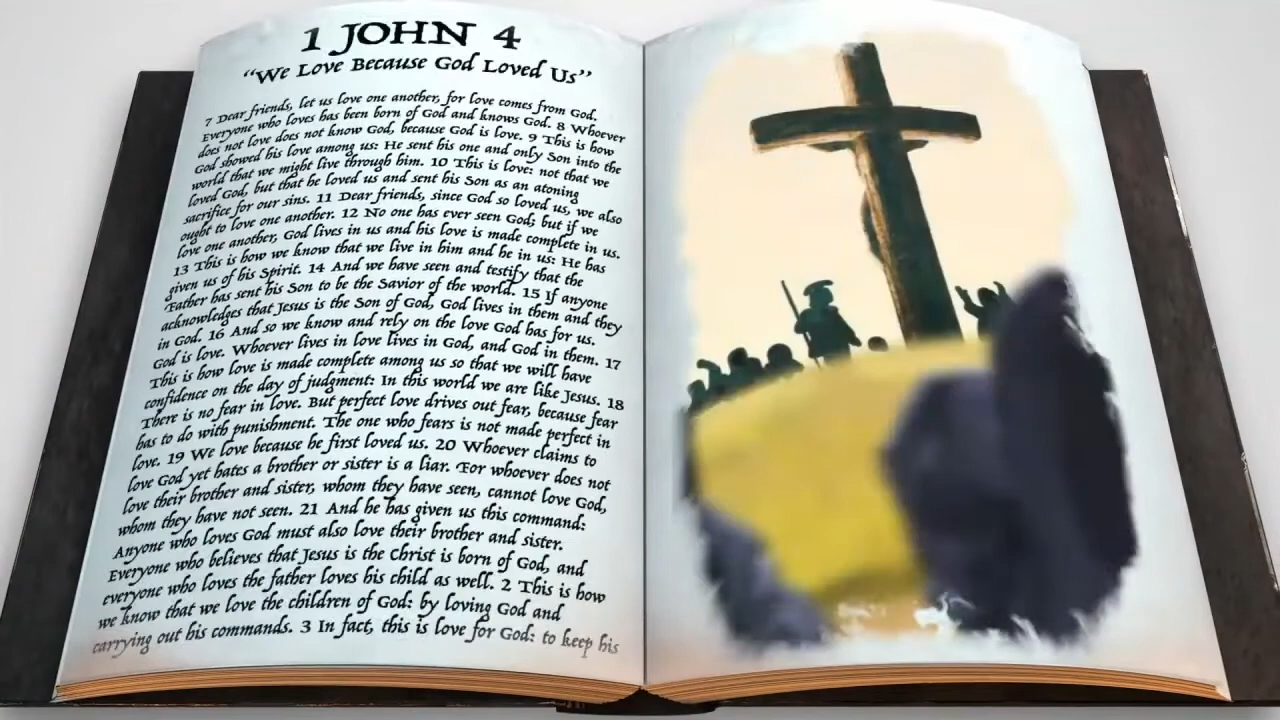 1 JOHN 4
“We Love Because God Loved Us”
7 Dear friends, let us love one another, for love comes from God.
Everyone who loves has been born of God and knows God. 8 Whoever
does not love does not know God, because God is love. 9 This is how
God showed his love among us: He sent his one and only Son into the
world that we might live through him. 10 This is love: not that we
loved God, but that he loved us and sent his Son as an atoning
sacrifice for our sins. 11 Dear friends, since God so loved us, we also
ought to love one another. 12 No one has ever seen God; but if we
love one another, God lives in us and his love is made complete in us.
13 This is how we know that we live in him and he in us: He has
given us of his Spirit. 14 And we have seen and testify that the
Father has sent his Son to be the Savior of the world. 15 If anyone
acknowledges that Jesus is the Son of God, God lives in them and they
in God. 16 And so we know and rely on the love God has for us.
God is love. Whoever lives in love lives in God, and God in them. 17
This is how love is made complete among us so that we will have
confidence on the day of judgment: In this world we are like Jesus. 18
There is no fear in love. But perfect love drives out fear, because fear
has to do with punishment. The one who fears is not made perfect in
love. 19 We love because he first loved us. 20 Whoever claims to
love God yet hates a brother or sister is a liar. For whoever does not
love their brother and sister, whom they have seen, cannot love God,
whom they have not seen. 21 And he has given us this command:
Anyone who loves God must also love their brother and sister.
Everyone who believes that Jesus is the Christ is born of God, and
everyone who loves the father loves his child as well. 2 This is how
we know that we love the children of God: by loving God and
carrying out his commands. 3 In fact, this is love for God: to keep his